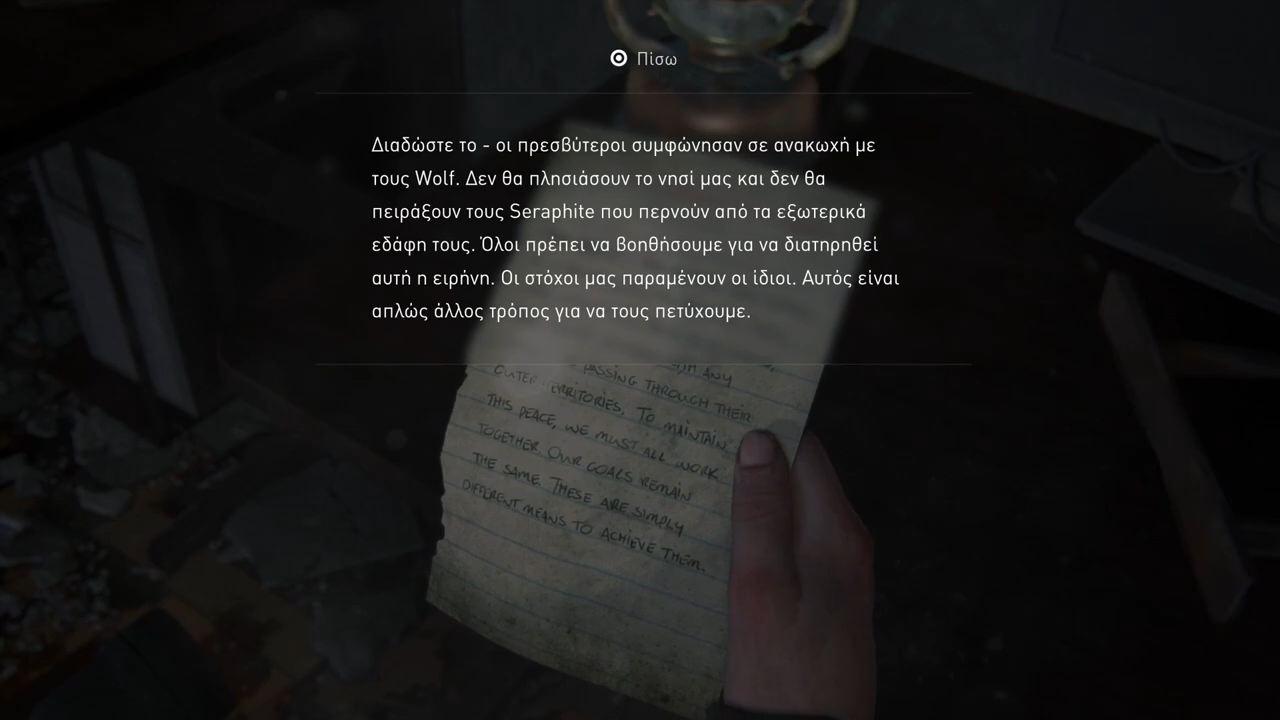 Πίσω
Διαδώστε το - οι πρεσβύτεροι συμφώνησαν σε ανακωχή με
τους Wolf. Δεν θα πλησιάσουν το νησί μας και δεν θα
πειράξουν τους Seraphite που περνούν από τα εξωτερικά
εδάφη τους. Όλοι πρέπει να βοηθήσουμε για να διατηρηθεί
αυτή η ειρήνη. Οι στόχοι μας παραμένουν οι ίδιοι. Αυτός είναι
απλώς άλλος τρόπος για να τους πετύχουμε.
ANY
PASSING THROUGH THEIR
OUTER TERRITORIES. TO MAINTAIN
THIS PEACE, WE MUST ALL WORK
TOGETHER. OUR GOALS REMAIN
THE SAME. THESE ARE SIMPLY
DIFFERENT MEANS TO ACHIEVE THEM.